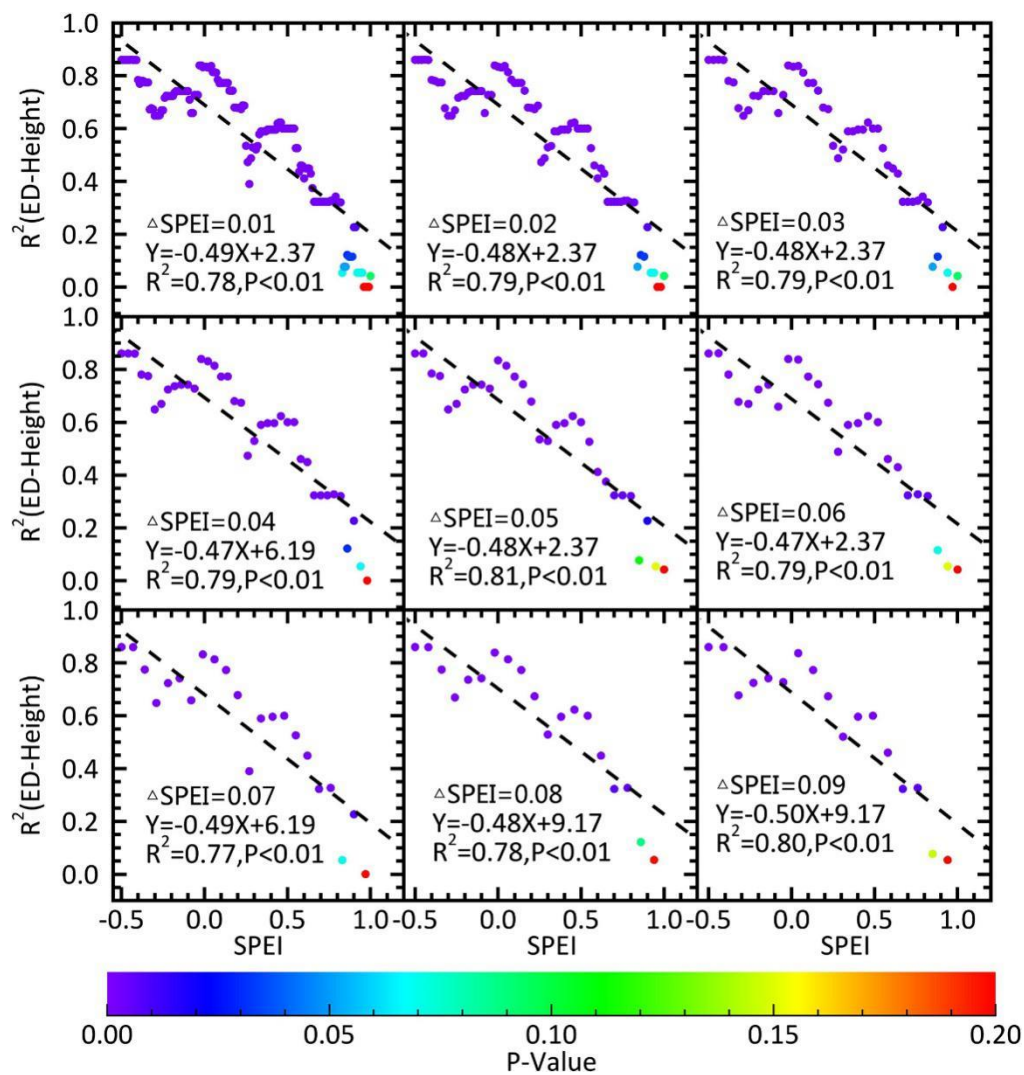 1.0
0.8
0.6
0.4
0.2
0.0
R²(ED-Height)
△SPEI=0.01
Y=-0.49X+2.37
R²=0.78,P<0.01
△SPEI=0.02
Y=-0.48X+2.37
R²=0.79,P<0.01
△SPEI=0.03
Y=-0.48X+2.37
R²=0.79,P<0.01
1.0
0.8
0.6
0.4
0.2
0.0
R²(ED-Height)
△SPEI=0.04
Y=-0.47X+6.19
R²=0.79,P<0.01
△SPEI=0.05
Y=-0.48X+2.37
R²=0.81,P<0.01
△SPEI=0.06
Y=-0.47X+2.37
R²=0.79,P<0.01
1.0
0.8
0.6
0.4
0.2
0.0
R²(ED-Height)
△SPEI=0.07
Y=-0.49X+6.19
R²=0.77,P<0.01
△SPEI=0.08
Y=-0.48X+9.17
R²=0.78,P<0.01
△SPEI=0.09
Y=-0.50X+9.17
R²=0.80,P<0.01
-0.5 0.0 0.5 1.0 -0.5 0.0 0.5 1.0 -0.5 0.0 0.5 1.0
SPEI SPEI SPEI
0.00 0.05 0.10 0.15 0.20
P-Value